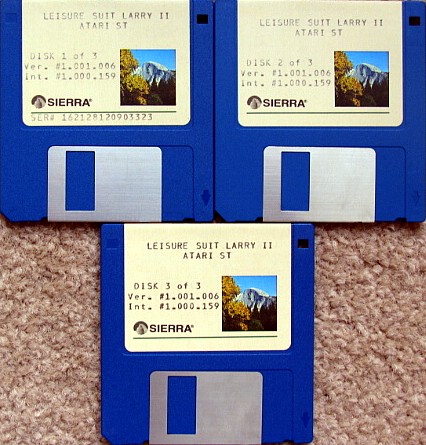 LEISURE SUIT LARRY II
ATARI ST
DISK 1 of 3
Ver. #1.001.006
Int. #1.000.159
SIERRA®
SER# 162128120903323
LEISURE SUIT LARRY II
ATARI ST
DISK 2 of 3
Ver. #1.001.006
Int. #1.000.159
SIERRA®
LEISURE SUIT LARRY II
ATARI ST
DISK 3 of 3
Ver. #1.001.006
Int. #1.000.159
SIERRA®